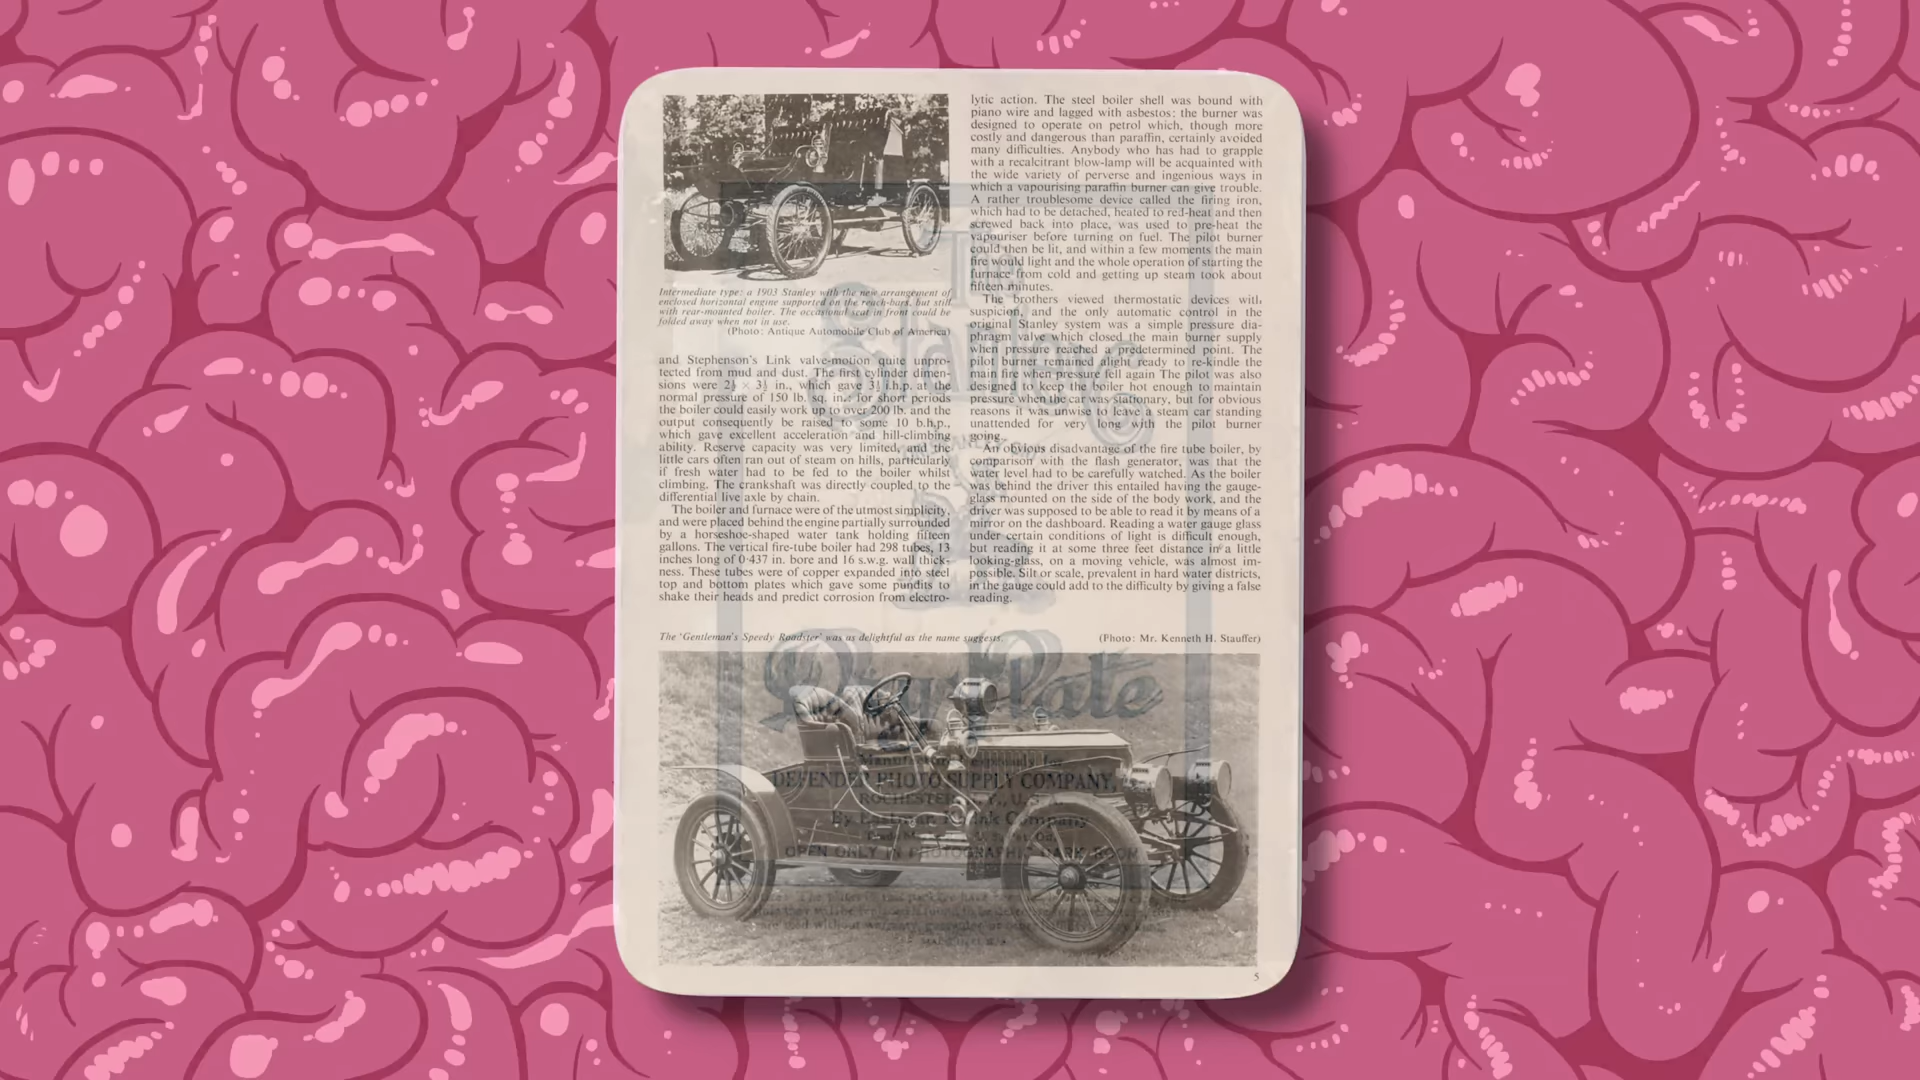 Intermediate type: a 1903 Stanley with the new arrangement of
enclosed horizontal engine supported on the reach-bars, but still
with rear-mounted boiler. The occasional seat in front could be
folded away when not in use.
(Photo: Antique Automobile Club of America)
and Stephenson's Link valve-motion quite unpro-
tected from mud and dust. The first cylinder dimen-
sions were 2½ × 3½ in., which gave 3½ i.h.p. at the
normal pressure of 150 lb. sq. in., for short periods
the boiler could easily work up to over 200 lb. and the
output consequently be raised to some 10 b.h.p.,
which gave excellent acceleration and hill-climbing
ability. Reserve capacity was very limited, and the
little cars often ran out of steam on hills, particularly
if fresh water had to be fed to the boiler whilst
climbing. The crankshaft was directly coupled to the
differential live axle by chain.
The boiler and furnace were of the utmost simplicity,
and were placed behind the engine partially surrounded
by a horseshoe-shaped water tank holding fifteen
gallons. The vertical fire-tube boiler had 298 tubes, 13
inches long of 0·437 in. bore and 16 s.w.g. wall thick-
ness. These tubes were of copper expanded into steel
top and bottom plates which gave some pundits to
shake their heads and predict corrosion from electro-
lytic action. The steel boiler shell was bound with
piano wire and lagged with asbestos: the burner was
designed to operate on petrol which, though more
costly and dangerous than paraffin, certainly avoided
many difficulties. Anybody who has had to grapple
with a recalcitrant blow-lamp will be acquainted with
the wide variety of perverse and ingenious ways in
which a vapourising paraffin burner can give trouble.
A rather troublesome device called the firing iron,
which had to be detached, heated to red-heat and then
screwed back into place, was used to pre-heat the
vapouriser before turning on fuel. The pilot burner
could then be lit, and within a few moments the main
fire would light and the whole operation of starting the
furnace from cold and getting up steam took about
fifteen minutes.
The brothers viewed thermostatic devices with
suspicion, and the only automatic control in the
original Stanley system was a simple pressure dia-
phragm valve which closed the main burner supply
when pressure reached a predetermined point. The
pilot burner remained alight ready to re-kindle the
main fire when pressure fell again The pilot was also
designed to keep the boiler hot enough to maintain
pressure when the car was stationary, but for obvious
reasons it was unwise to leave a steam car standing
unattended for very long with the pilot burner
going.
An obvious disadvantage of the fire tube boiler, by
comparison with the flash generator, was that the
water level had to be carefully watched. As the boiler
was behind the driver this entailed having the gauge-
glass mounted on the side of the body work, and the
driver was supposed to be able to read it by means of a
mirror on the dashboard. Reading a water gauge glass
under certain conditions of light is difficult enough,
but reading it at some three feet distance in a little
looking-glass, on a moving vehicle, was almost im-
possible. Silt or scale, prevalent in hard water districts,
in the gauge could add to the difficulty by giving a false
reading.
The 'Gentleman's Speedy Roadster' was as delightful as the name suggests.
(Photo: Mr. Kenneth H. Stauffer)
The
Stanley
Dry Plate
Manufactured expressly for
DEFENDER PHOTO SUPPLY COMPANY,
ROCHESTER, N. Y., U. S. A.
By Eastman Kodak Company
OPEN ONLY IN PHOTOGRAPHIC DARK ROOM
5